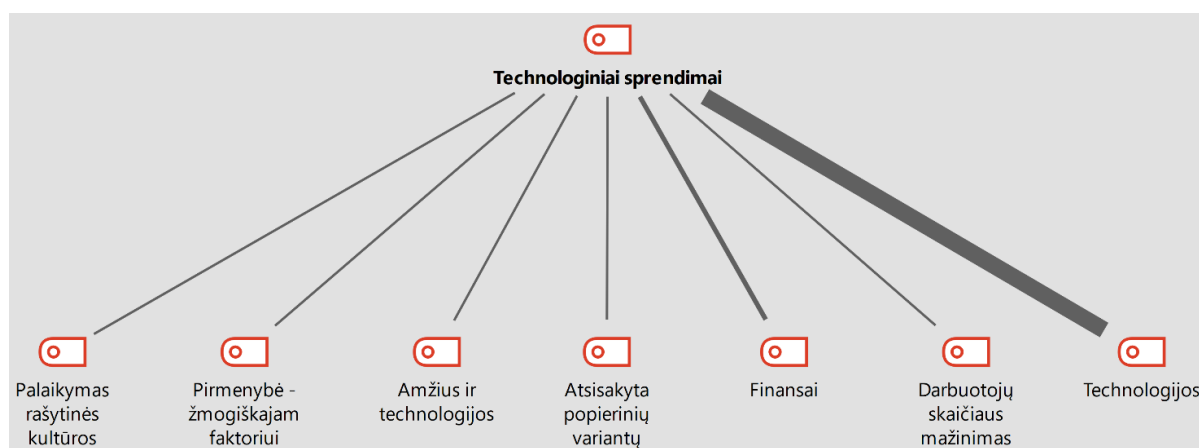 Technologiniai sprendimai
Palaikymas
rašytinės
kultūros
Pirmenybė -
žmogiškajam
faktoriui
Amžius ir
technologijos
Atsisakyta
popierinių
variantų
Finansai
Darbuotojų
skaičiaus
mažinimas
Technologijos